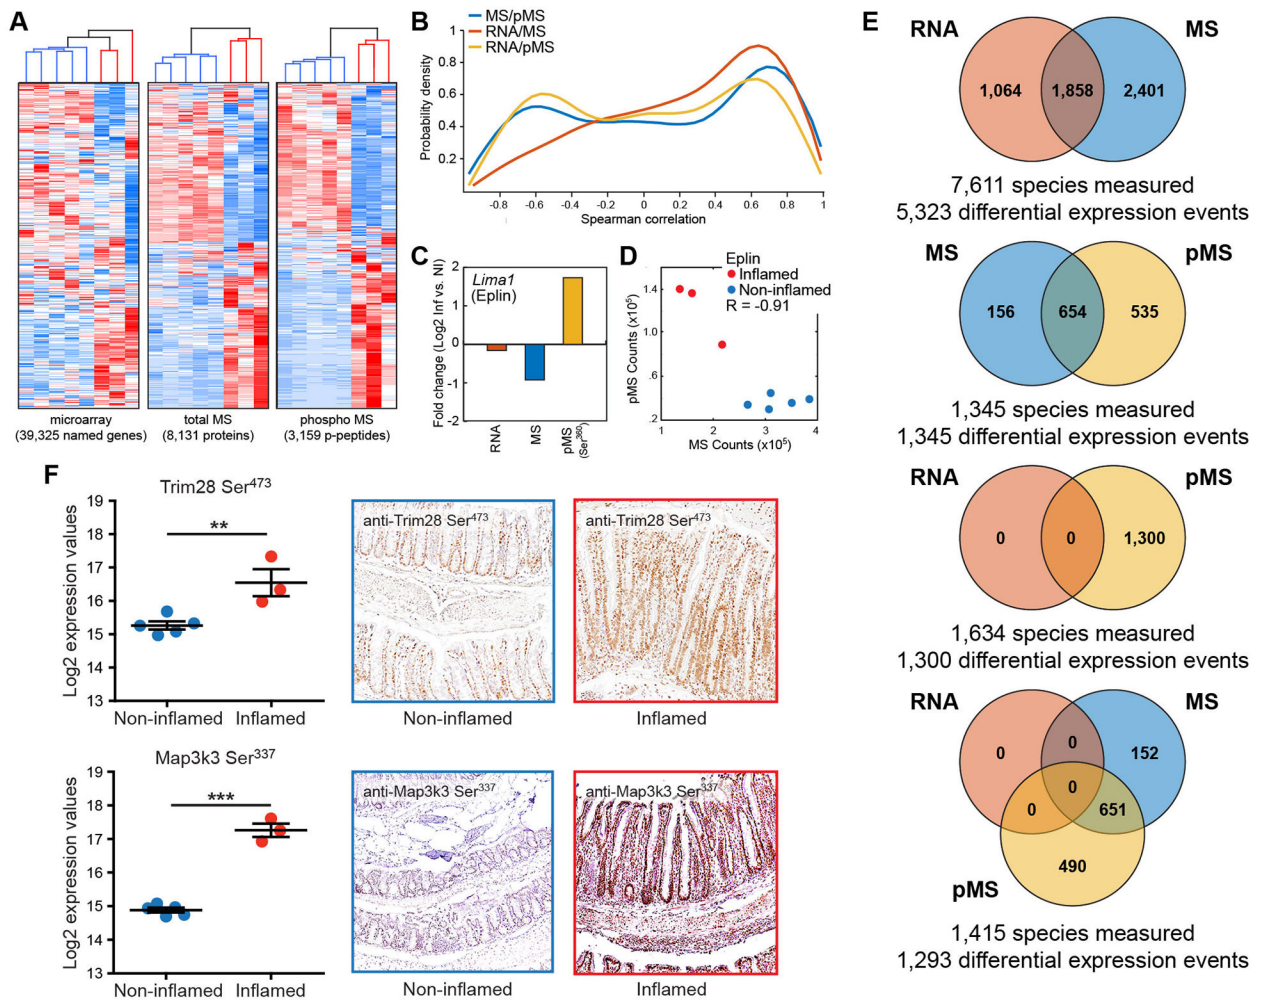 A
microarray
(39,325 named genes)
total MS
(8,131 proteins)
phospho MS
(3,159 p-peptides)
B
MS/pMS
RNA/MS
RNA/pMS
Probability density
1
0.8
0.6
0.4
0.2
-0.8 -0.6 -0.4 -0.2 0 0.2 0.4 0.6 0.8 1
Spearman correlation
C
Fold change (Log2 Inf vs. NI)
2
1
0
-1
-2
Lima1
(Eplin)
RNA
MS
pMS
(Ser360)
D
Eplin
Inflamed
Non-inflamed
R = -0.91
pMS Counts (x10⁵)
1.4
1.0
.6
.2
1 2 3 4
MS Counts (x10⁵)
E
RNA MS
1,064 1,858 2,401
7,611 species measured
5,323 differential expression events
MS pMS
156 654 535
1,345 species measured
1,345 differential expression events
RNA pMS
0 0 1,300
1,634 species measured
1,300 differential expression events
RNA MS
0 0 152
0
0 651
490
pMS
1,415 species measured
1,293 differential expression events
F
Trim28 Ser⁴⁷³
Log2 expression values
19
18
17
16
15
14
13
**
Non-inflamed Inflamed
anti-Trim28 Ser⁴⁷³
Non-inflamed
anti-Trim28 Ser⁴⁷³
Inflamed
Map3k3 Ser³³⁷
Log2 expression values
19
18
17
16
15
14
13
***
Non-inflamed Inflamed
anti-Map3k3 Ser³³⁷
Non-inflamed
anti-Map3k3 Ser³³⁷
Inflamed